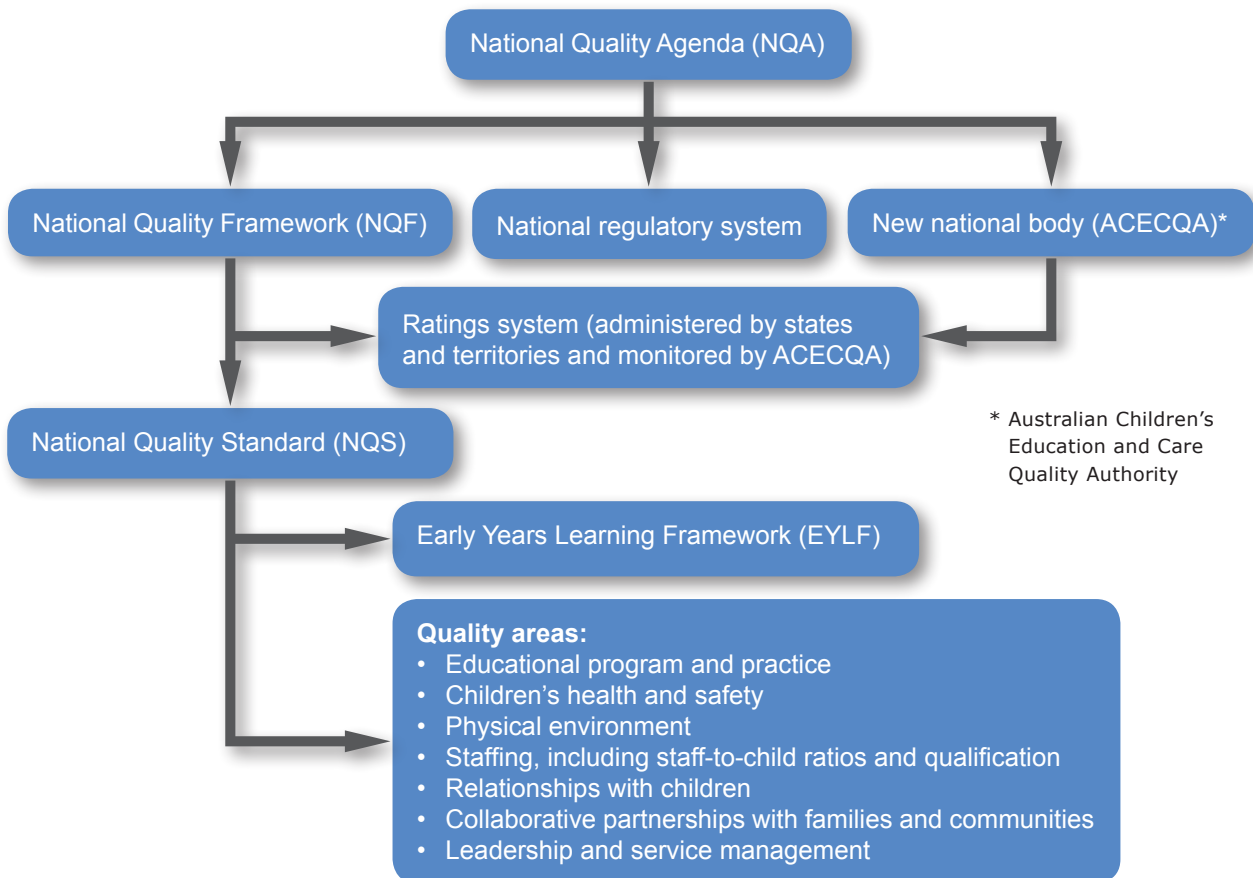 National Quality Agenda (NQA)
National Quality Framework (NQF)
National regulatory system
New national body (ACECQA)*
Ratings system (administered by states
and territories and monitored by ACECQA)
National Quality Standard (NQS)
* Australian Children’s
Education and Care
Quality Authority
Early Years Learning Framework (EYLF)
Quality areas:
• Educational program and practice
• Children’s health and safety
• Physical environment
• Staffing, including staff-to-child ratios and qualification
• Relationships with children
• Collaborative partnerships with families and communities
• Leadership and service management